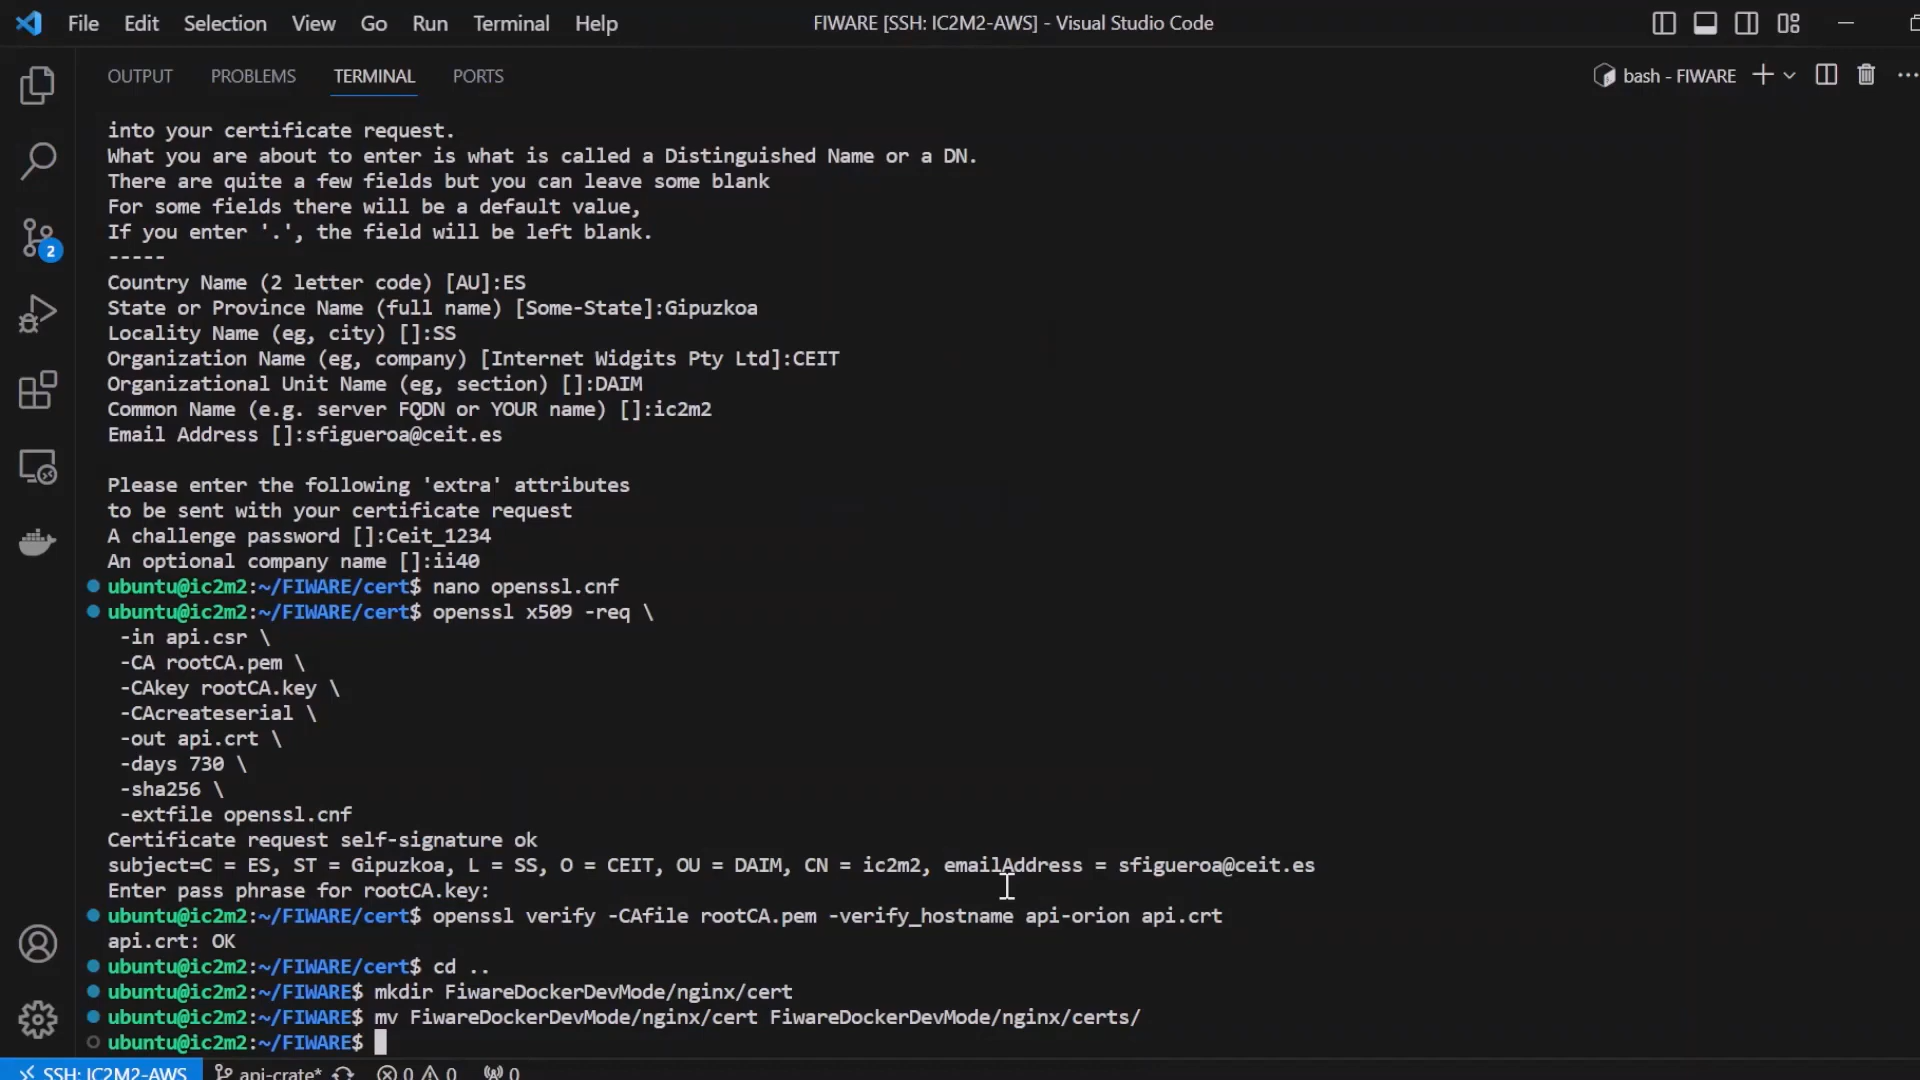 File Edit Selection View Go Run Terminal Help FIWARE [SSH: IC2M2-AWS] - Visual Studio Code
OUTPUT PROBLEMS TERMINAL PORTS bash - FIWARE
into your certificate request.
What you are about to enter is what is called a Distinguished Name or a DN.
There are quite a few fields but you can leave some blank
For some fields there will be a default value,
If you enter '.', the field will be left blank.
-----
Country Name (2 letter code) [AU]:ES
State or Province Name (full name) [Some-State]:Gipuzkoa
Locality Name (eg, city) []:SS
Organization Name (eg, company) [Internet Widgits Pty Ltd]:CEIT
Organizational Unit Name (eg, section) []:DAIM
Common Name (e.g. server FQDN or YOUR name) []:ic2m2
Email Address []:sfigueroa@ceit.es
Please enter the following 'extra' attributes
to be sent with your certificate request
A challenge password []:Ceit_1234
An optional company name []:ii40
ubuntu@ic2m2:~/FIWARE/cert$ nano openssl.cnf
ubuntu@ic2m2:~/FIWARE/cert$ openssl x509 -req \
-in api.csr \
-CA rootCA.pem \
-CAkey rootCA.key \
-CAcreateserial \
-out api.crt \
-days 730 \
-sha256 \
-extfile openssl.cnf
Certificate request self-signature ok
subject=C = ES, ST = Gipuzkoa, L = SS, O = CEIT, OU = DAIM, CN = ic2m2, emailAddress = sfigueroa@ceit.es
Enter pass phrase for rootCA.key:
ubuntu@ic2m2:~/FIWARE/cert$ openssl verify -CAfile rootCA.pem -verify_hostname api-orion api.crt
api.crt: OK
ubuntu@ic2m2:~/FIWARE/cert$ cd ..
ubuntu@ic2m2:~/FIWARE$ mkdir FiwareDockerDevMode/nginx/cert
ubuntu@ic2m2:~/FIWARE$ mv FiwareDockerDevMode/nginx/cert FiwareDockerDevMode/nginx/certs/
ubuntu@ic2m2:~/FIWARE$
2
SSH: IC2M2-AWS api-crate* 0 0 0